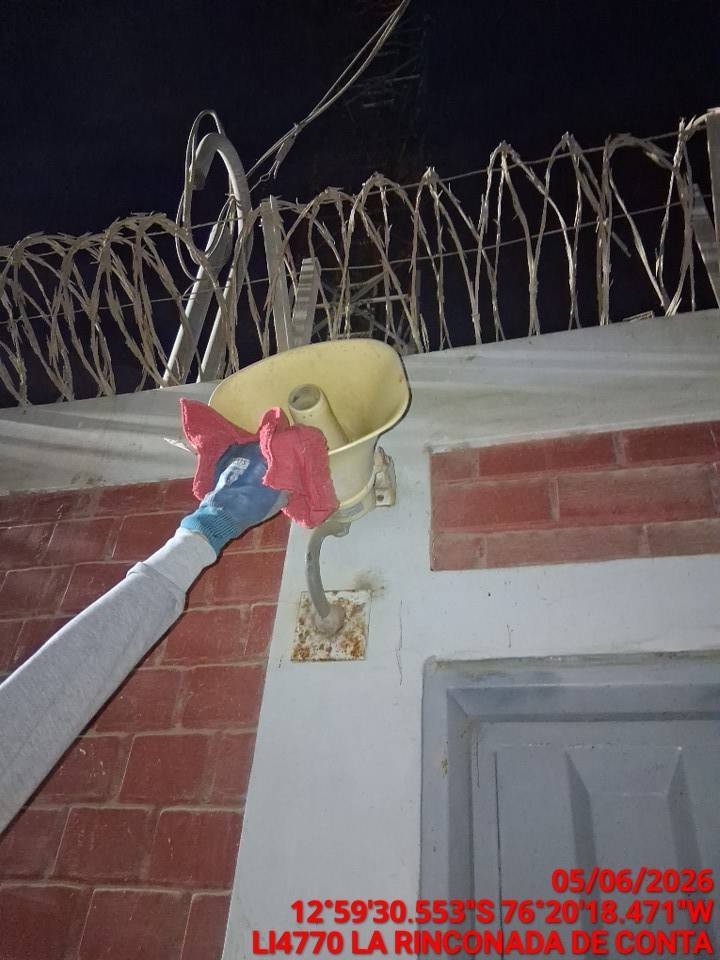 05/06/2026
12°59'30.553"S 76°20'18.471"W
LI4770 LA RINCONADA DE CONTA